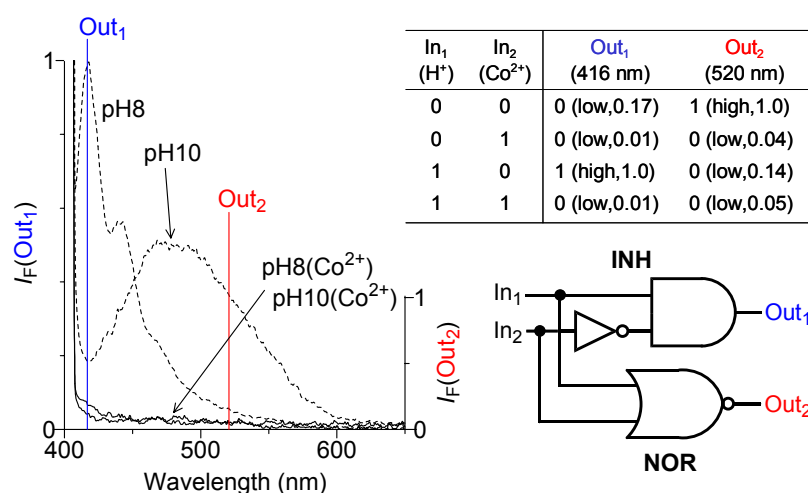 Out₁
1
pH8
pH10
Out₂
pH8(Co²⁺)
pH10(Co²⁺)
I_F(Out₁)
1
I_F(Out₂)
0
0
400
500
600
Wavelength (nm)
In₁ In₂ Out₁ Out₂
(H⁺) (Co²⁺) (416 nm) (520 nm)
0 0 0 (low,0.17) 1 (high,1.0)
0 1 0 (low,0.01) 0 (low,0.04)
1 0 1 (high,1.0) 0 (low,0.14)
1 1 0 (low,0.01) 0 (low,0.05)
INH
In₁
Out₁
In₂
Out₂
NOR